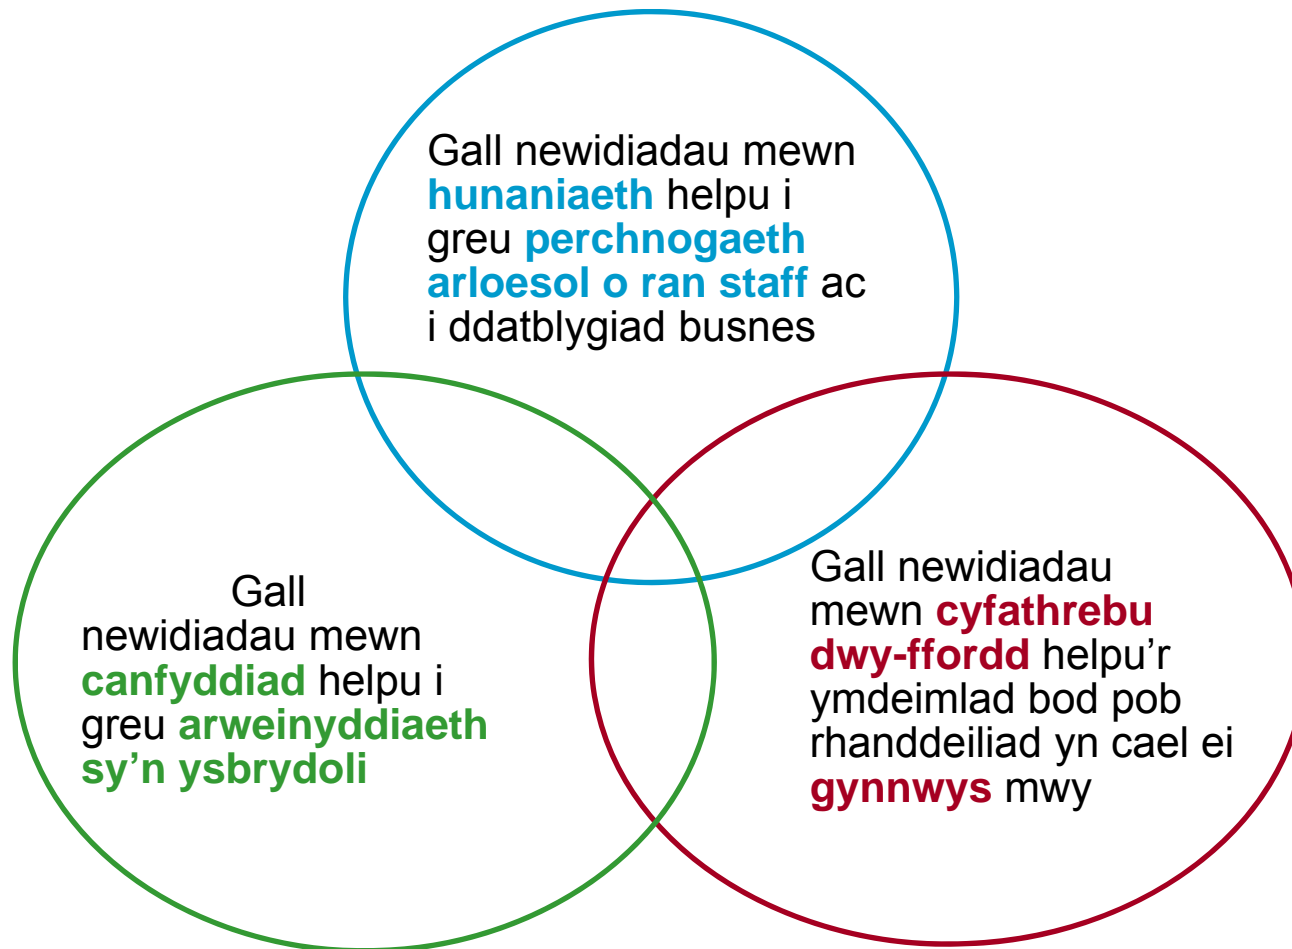 Gall newidiadau mewn
hunaniaeth helpu i
greu perchnogaeth
arloesol o ran staff ac
i ddatblygiad busnes
Gall
newidiadau mewn
canfyddiad helpu i
greu arweinyddiaeth
sy’n ysbrydoli
Gall newidiadau
mewn cyfathrebu
dwy-ffordd helpu’r
ymdeimlad bod pob
rhanddeiliad yn cael ei
gynnwys mwy